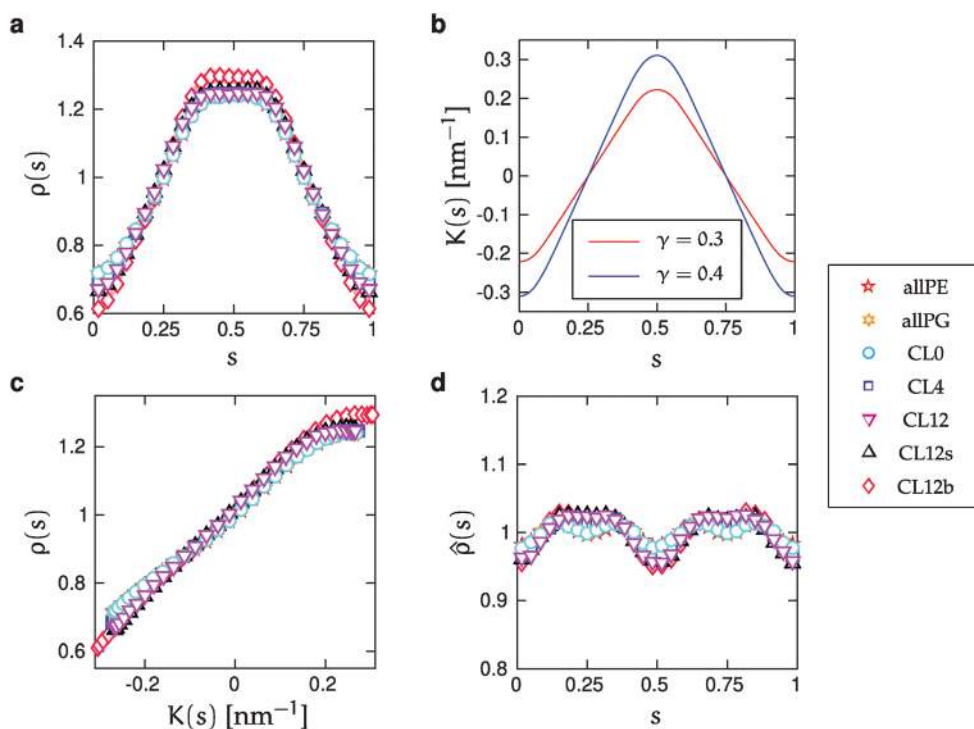 a
1.4
1.2
1
0.8
0.6
ρ(s)
0
0.25
0.5
0.75
1
s
b
0.3
0.2
0.1
0
-0.1
-0.2
-0.3
K(s) [nm⁻¹]
γ = 0.3
γ = 0.4
0
0.25
0.5
0.75
1
s
c
1.2
1.0
0.8
0.6
ρ(s)
-0.2
0
0.2
K(s) [nm⁻¹]
d
1.2
1.1
1.0
0.9
0.8
ρ̂(s)
0
0.25
0.5
0.75
1
s
allPE
allPG
CL0
CL4
CL12
CL12s
CL12b